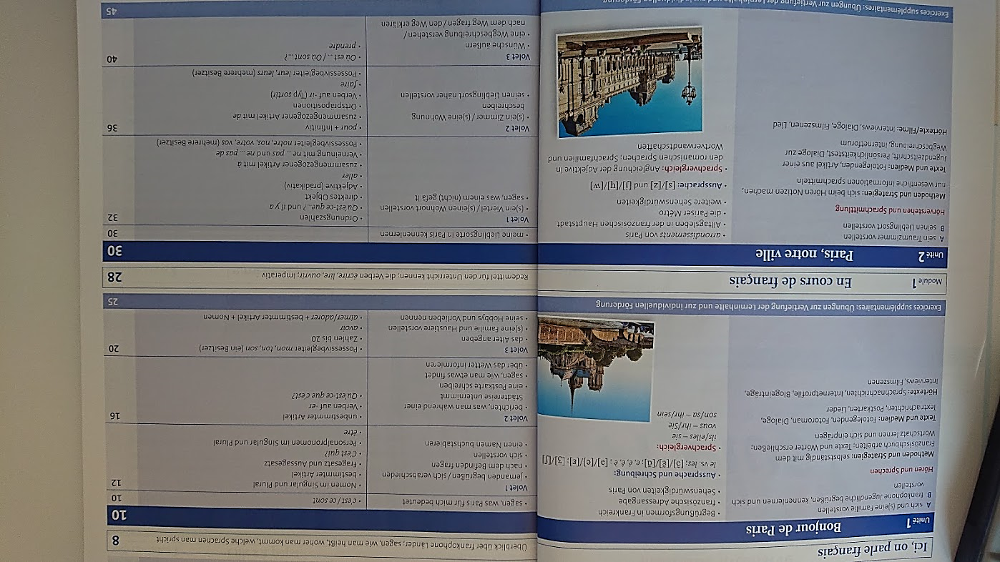 Ici, on parle français
Überblick über frankophone Länder; sagen, wie man heißt, woher man kommt, welche Sprachen man spricht 8
Unité 1 Bonjour de Paris 10
A sich und (s)eine Familie vorstellen
B frankophone Jugendliche begrüßen, kennenlernen und sich
vorstellen
Hören und Sprechen
Methoden und Strategien: selbstständig mit dem
Französischbuch arbeiten; Texte und Wörter erschließen;
Wortschatz lernen und sich einprägen
Texte und Medien: Fotolegenden, Fotoroman, Dialoge,
Textnachrichten, Postkarten, Lieder
Hörtexte: Sprachnachrichten, Internetprofile, Blogeinträge,
Interviews, Filmszenen
• Begrüßungsformen in Frankreich
• französische Adressangabe
• Sehenswürdigkeiten von Paris
• Aussprache und Schreibung:
le vs. les; [ɔ̃]/[ɛ̃]/[ɑ̃]; e, é, è, ê ; [ə]/[e]/[ɛ]; [ʒ]/[ʃ]
• Sprachvergleich:
ils/elles – sie
vous – ihr/Sie
son/sa – ihr/sein
• sagen, was Paris für mich bedeutet
• c'est / ce sont 10
Volet 1
• jemanden begrüßen / sich verabschieden
• nach dem Befinden fragen
• sich vorstellen
• einen Namen buchstabieren
• Nomen im Singular und Plural 12
• bestimmter Artikel
• Fragesatz und Aussagesatz
• C'est qui?
• Personalpronomen im Singular und Plural
• être
Volet 2
• berichten, was man während einer
Städtereise unternimmt
• eine Postkarte schreiben
• sagen, wie man etwas findet
• über das Wetter informieren
• unbestimmter Artikel 16
• Verben auf -er
• Qu'est-ce que c'est?
Volet 3
• das Alter angeben
• (s)eine Familie und Haustiere vorstellen
• seine Hobbys und Vorlieben nennen
• Possessivbegleiter mon, ton, son (ein Besitzer) 20
• Zahlen bis 20
• avoir
• aimer/adorer + bestimmter Artikel + Nomen
Exercices supplémentaires: Übungen zur Vertiefung der Lerninhalte und zur individuellen Förderung 25
Module 1 En cours de français
Redemittel für den Unterricht kennen; die Verben écrire, lire, ouvrir; Imperativ 28
Unité 2 Paris, notre ville 30
A sein Traumzimmer vorstellen
B seinen Lieblingsort vorstellen
Hörverstehen und Sprachmittlung
Methoden und Strategien: sich beim Hören Notizen machen;
nur wesentliche Informationen sprachmitteln
Texte und Medien: Fotolegenden, Artikel aus einer
Jugendzeitschrift, Persönlichkeitstest, Dialoge zur
Wegbeschreibung, Internetforum
Hörtexte/Filme: Interviews, Dialoge, Filmszenen, Lied
• arrondissements von Paris
• Alltagsleben in der französischen Hauptstadt
• die Pariser Métro
• weitere Sehenswürdigkeiten
• Aussprache: [s]/[z] und [j]/[ɥ]/[w]
• Sprachvergleich: Angleichung der Adjektive in
den romanischen Sprachen; Sprachfamilien und
Wortverwandtschaften
• meine Lieblingsorte in Paris kennenlernen 30
Volet 1
• (s)ein Viertel / (s)einen Wohnort vorstellen
• sagen, was einem (nicht) gefällt
• Ordnungszahlen 32
• Qu'est-ce que...? und il y a
• direktes Objekt
• Adjektive (prädikativ)
• aller
• zusammengezogener Artikel mit à
• Verneinung mit ne ... pas und ne ... pas de
• Possessivbegleiter notre, nos, votre, vos (mehrere Besitzer)
Volet 2
• (s)ein Zimmer / (s)eine Wohnung
beschreiben
• seinen Lieblingsort näher vorstellen
• pour + Infinitiv 36
• zusammengezogener Artikel mit de
• Ortspräpositionen
• Verben auf -ir (Typ sortir)
• faire
• Possessivbegleiter leur, leurs (mehrere Besitzer)
Volet 3
• Wünsche äußern
• eine Wegbeschreibung verstehen /
nach dem Weg fragen / den Weg erklären
• Où est ... / Où sont ...? 40
• prendre
Exercices supplémentaires: Übungen zur Vertiefung der Lerninhalte und zur individuellen Förderung 45